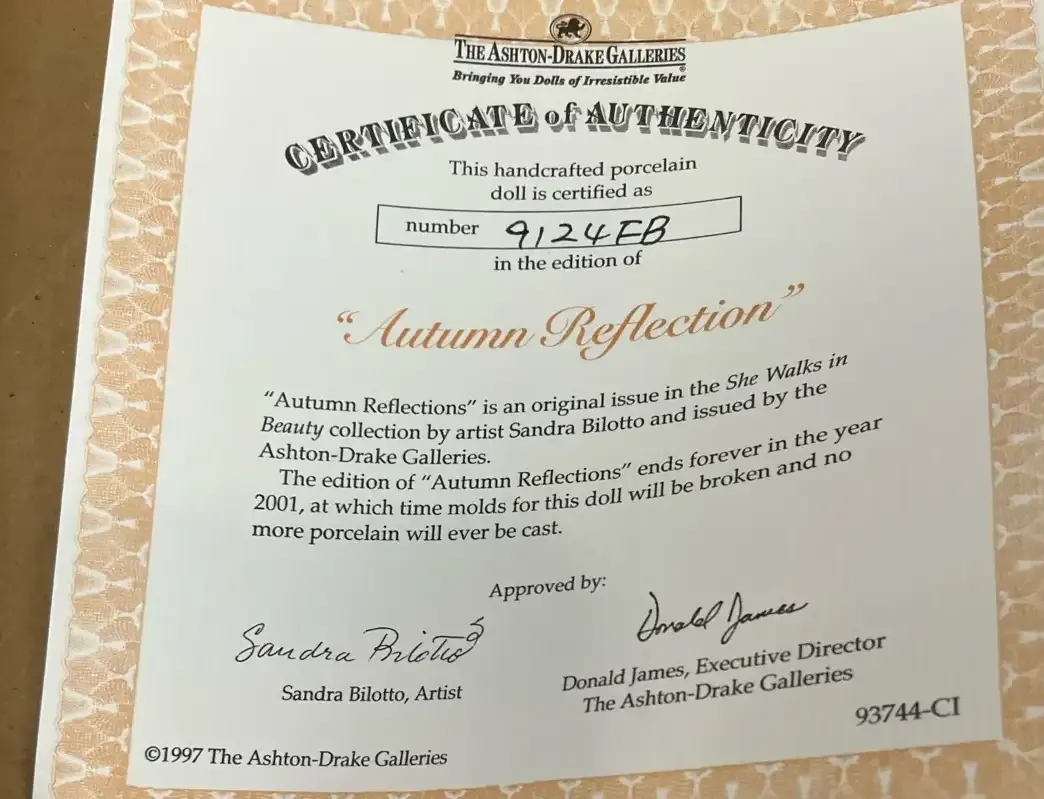 THE ASHTON-DRAKE GALLERIES®
Bringing You Dolls of Irresistible Value
CERTIFICATE of AUTHENTICITY
This handcrafted porcelain
doll is certified as
number 9124FB
in the edition of
“Autumn Reflection”
“Autumn Reflections” is an original issue in the She Walks in
Beauty collection by artist Sandra Bilotto and issued by the
Ashton-Drake Galleries.
The edition of “Autumn Reflections” ends forever in the year
2001, at which time molds for this doll will be broken and no
more porcelain will ever be cast.
Approved by:
Sandra Bilotto
Donald James
Sandra Bilotto, Artist
Donald James, Executive Director
The Ashton-Drake Galleries
93744-CI
©1997 The Ashton-Drake Galleries